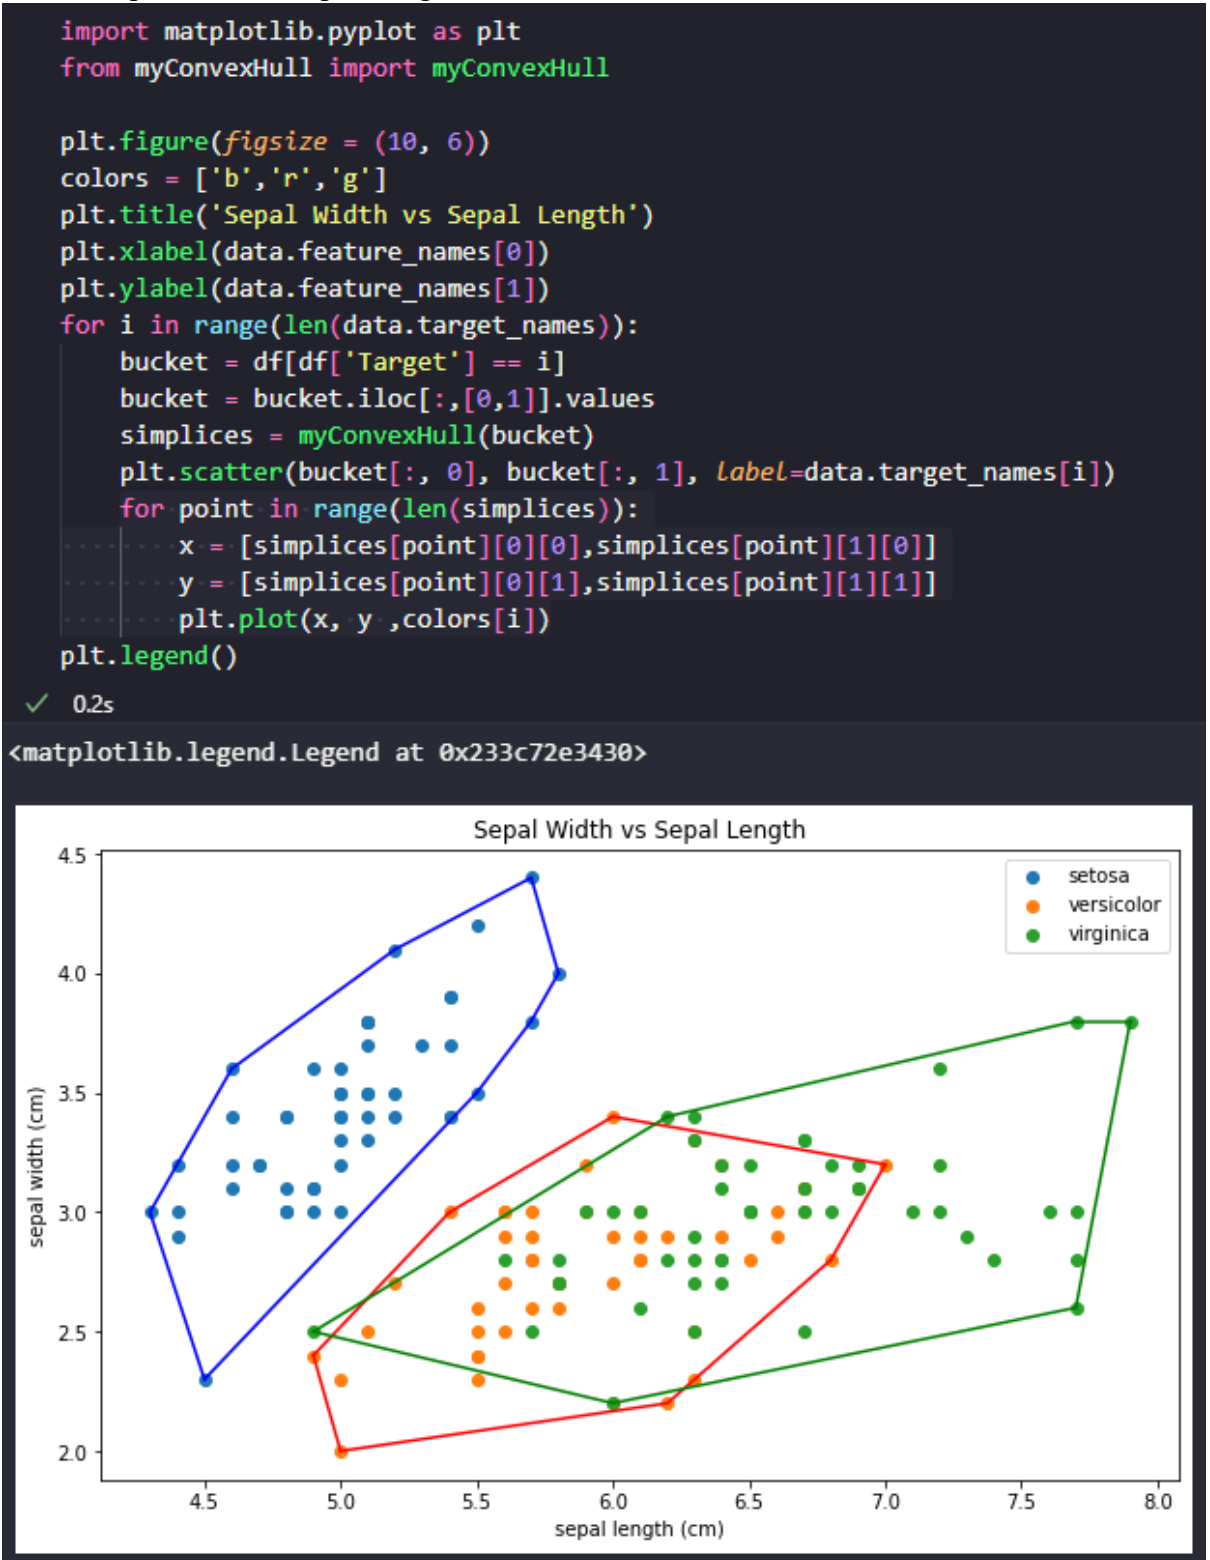 import matplotlib.pyplot as plt
from myConvexHull import myConvexHull
plt.figure(figsize = (10, 6))
colors = ['b','r','g']
plt.title('Sepal Width vs Sepal Length')
plt.xlabel(data.feature_names[0])
plt.ylabel(data.feature_names[1])
for i in range(len(data.target_names)):
    bucket = df[df['Target'] == i]
    bucket = bucket.iloc[:,[0,1]].values
    simplices = myConvexHull(bucket)
    plt.scatter(bucket[:, 0], bucket[:, 1], label=data.target_names[i])
    for point in range(len(simplices)):
        x = [simplices[point][0][0],simplices[point][1][0]]
        y = [simplices[point][0][1],simplices[point][1][1]]
        plt.plot(x, y ,colors[i])
plt.legend()
0.2s
<matplotlib.legend.Legend at 0x233c72e3430>
Sepal Width vs Sepal Length
setosa
versicolor
virginica
4.5
4.0
3.5
3.0
2.5
2.0
sepal width (cm)
4.5 5.0 5.5 6.0 6.5 7.0 7.5 8.0
sepal length (cm)